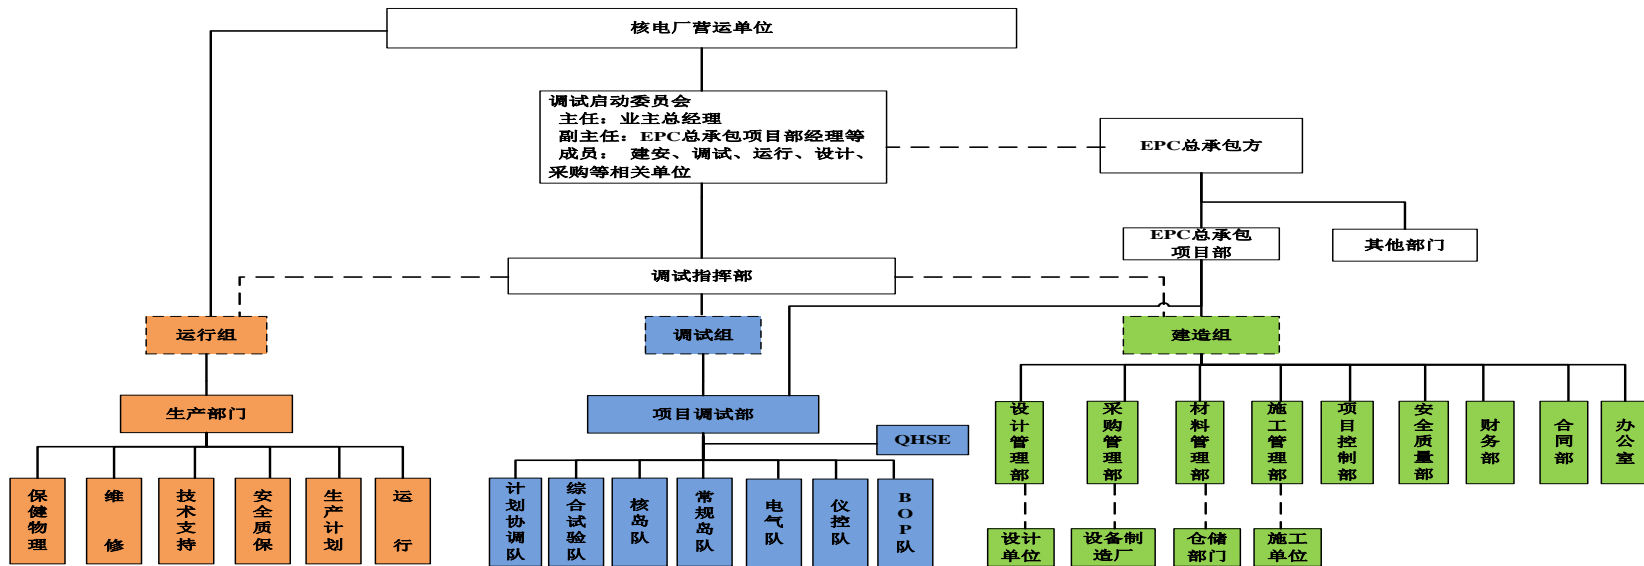 核电厂营运单位
调试启动委员会
主任：业主总经理
副主任：EPC总承包项目部经理等
成员： 建安、调试、运行、设计、
采购等相关单位
EPC总承包方
EPC总承包
项目部
其他部门
调试指挥部
运行组
调试组
建造组
生产部门
项目调试部
QHSE
保健物理
维修
技术支持
安全质保
生产计划
运行
计划协调队
综合试验队
核岛队
常规岛队
电气队
仪控队
BOP队
设计管理部
采购管理部
材料管理部
施工管理部
项目控制部
安全质量部
财务部
合同部
办公室
设计
单位
设备制
造厂
仓储
部门
施工
单位